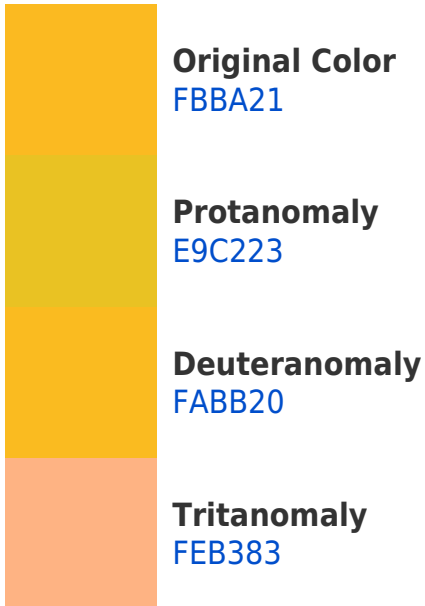 Original Color
FBBA21
Protanomaly
E9C223
Deuteranomaly
FABB20
Tritanomaly
FEB383